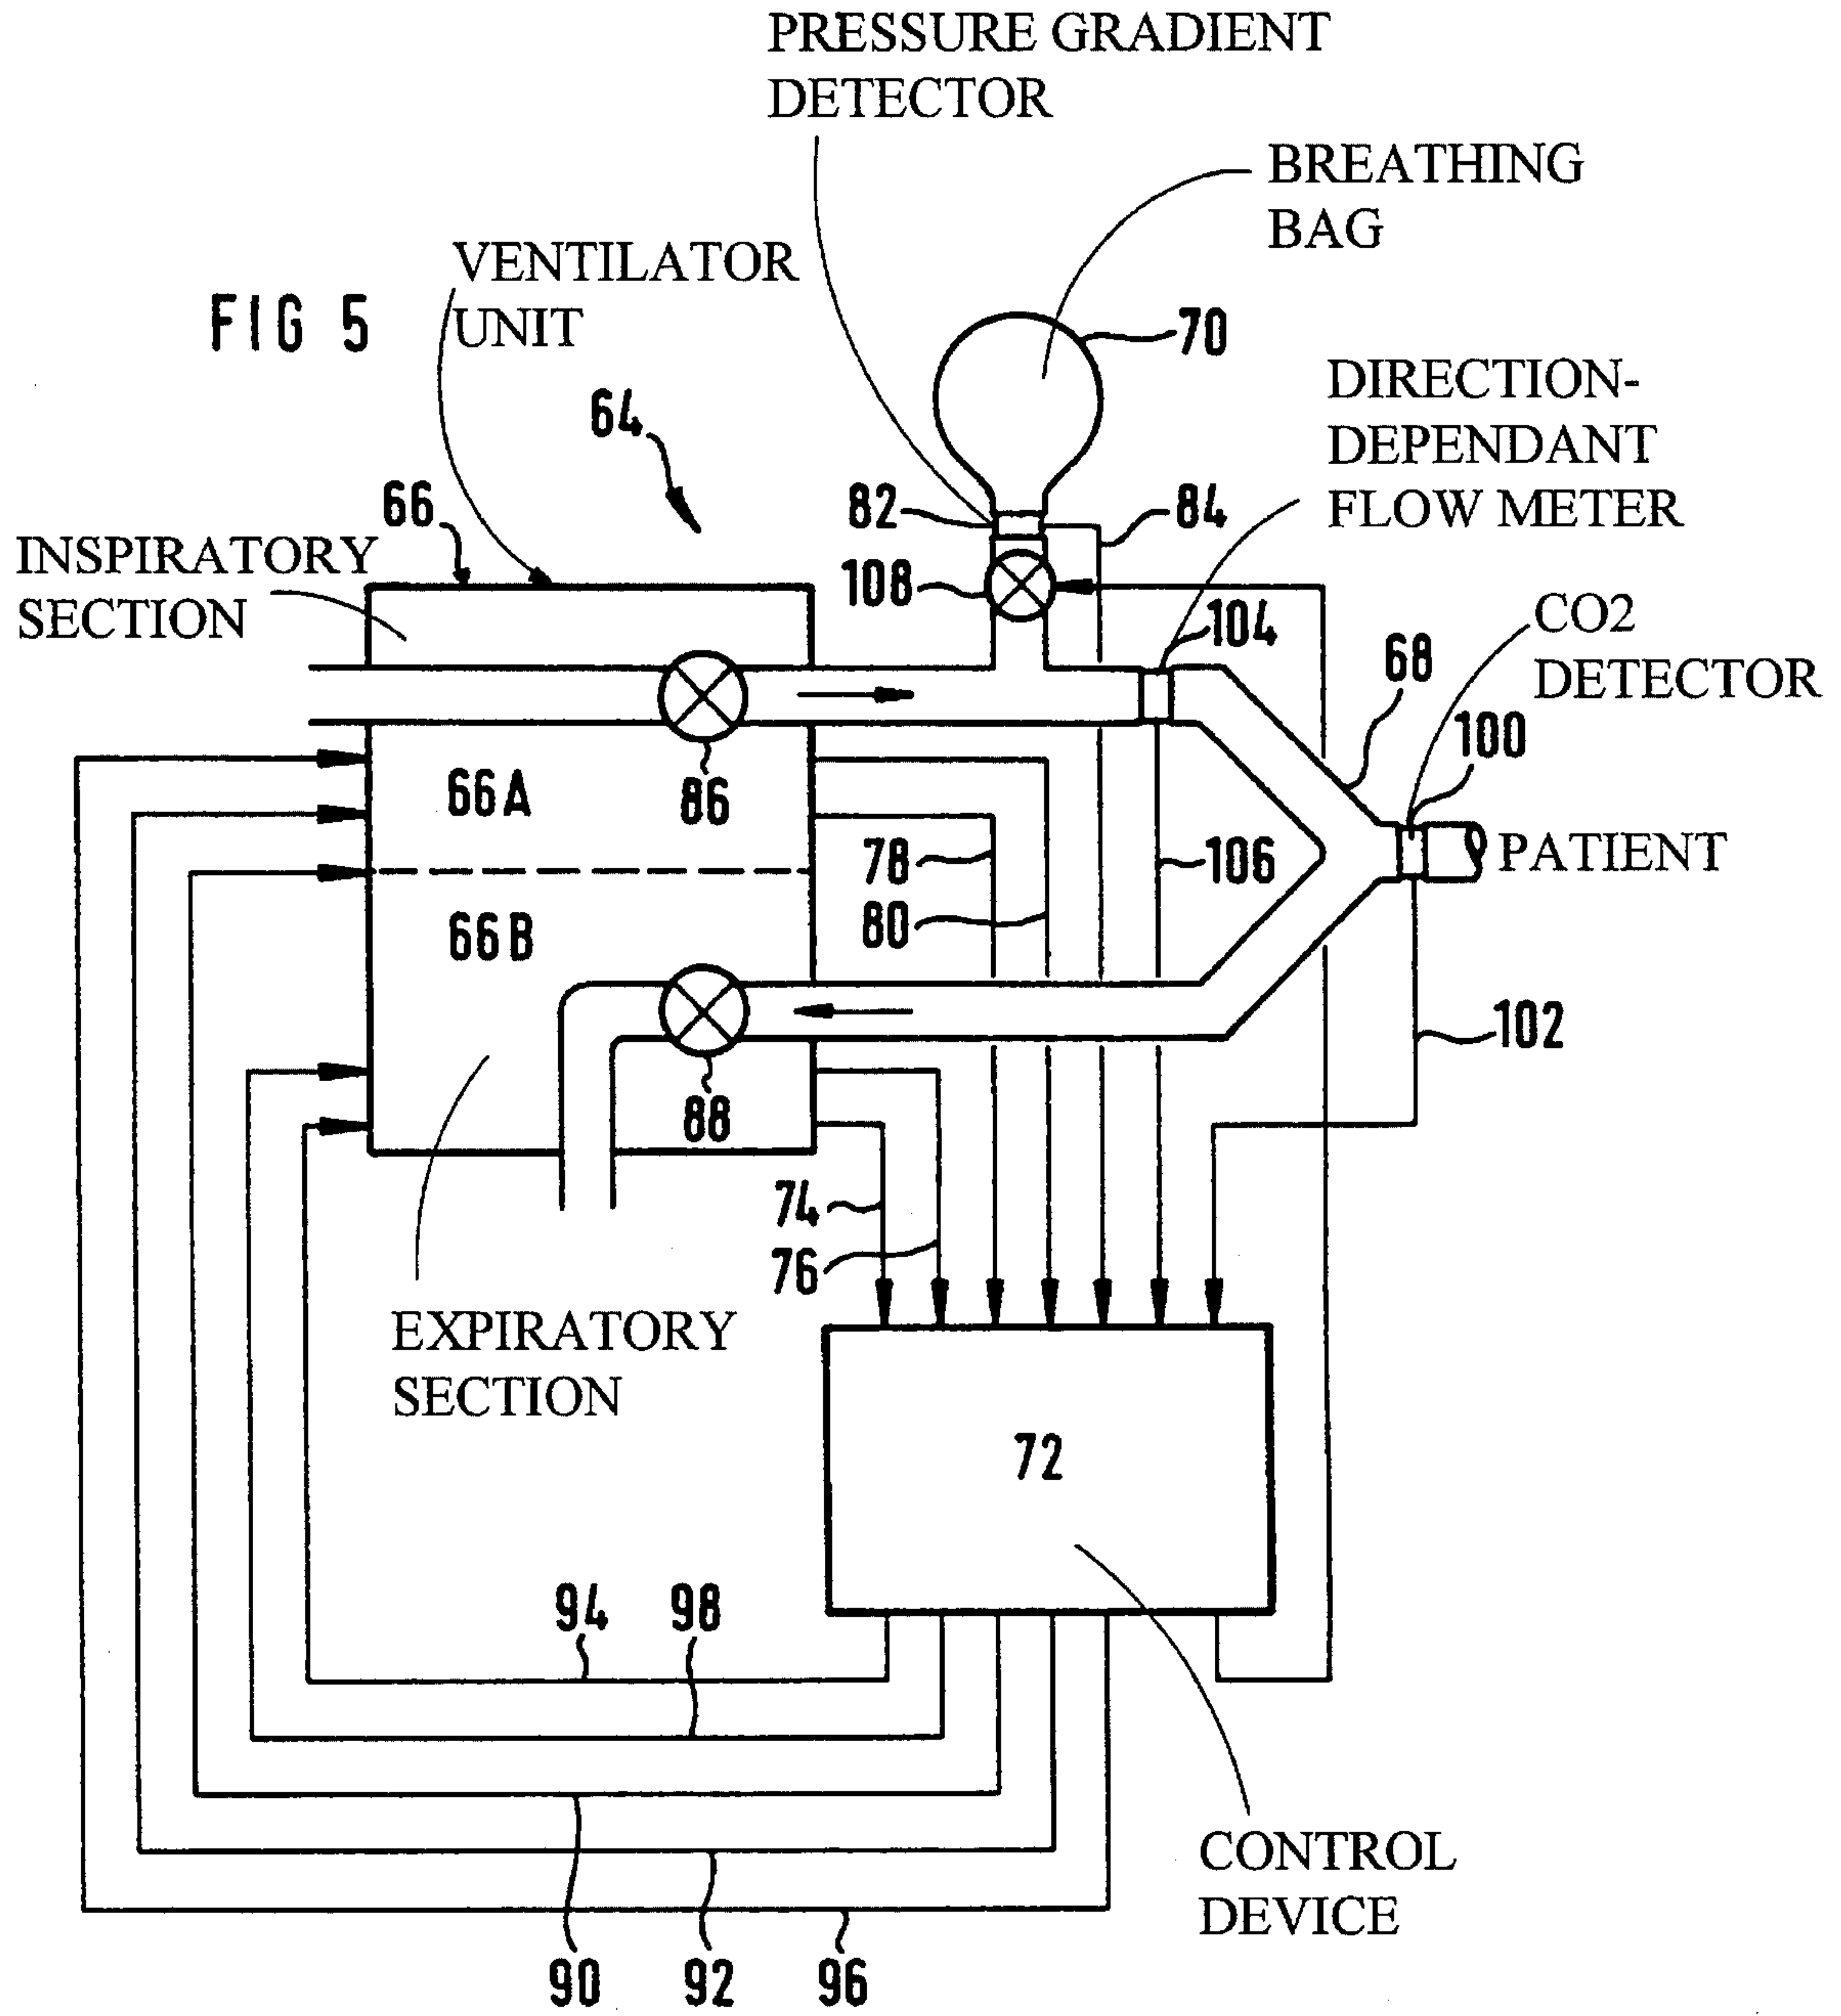 PRESSURE GRADIENT
DETECTOR
BREATHING
BAG
VENTILATOR
UNIT
FIG 5
70
DIRECTION-
DEPENDANT
FLOW METER
64
66
82
84
INSPIRATORY
SECTION
108
104
CO2
DETECTOR
68
100
66A
86
78
106
PATIENT
80
66B
102
88
74
76
EXPIRATORY
SECTION
72
94
98
CONTROL
DEVICE
90
92
96